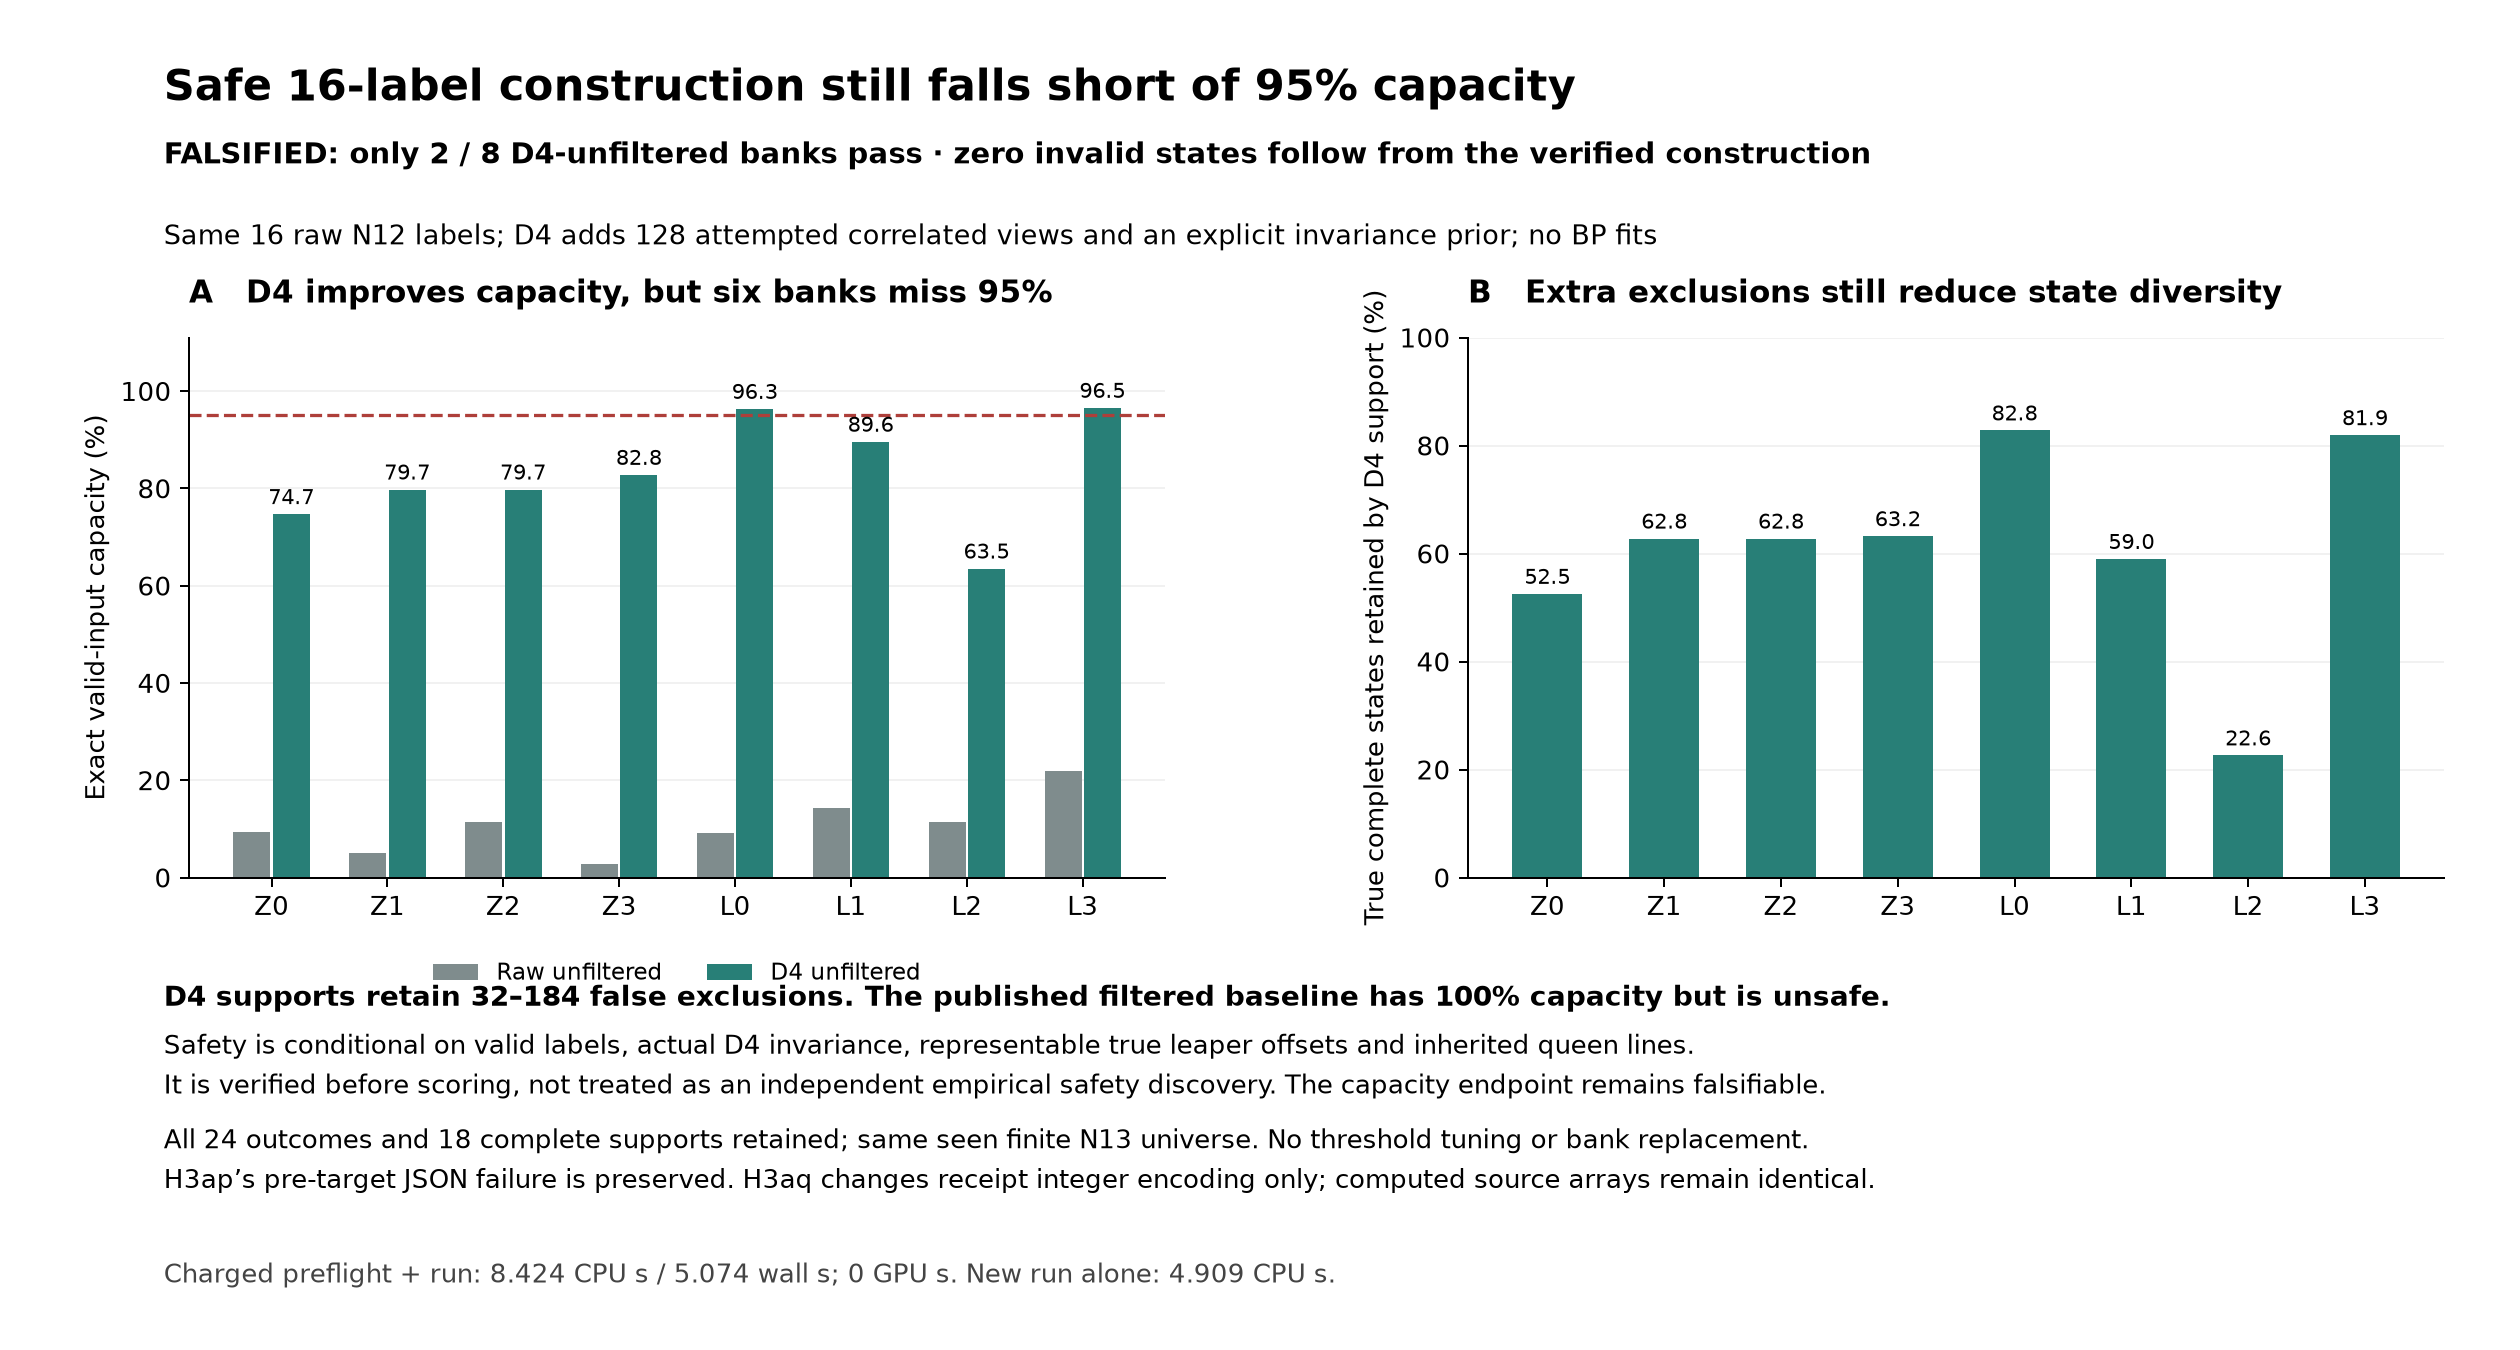 Safe 16-label construction still falls short of 95% capacity
FALSIFIED: only 2 / 8 D4-unfiltered banks pass · zero invalid states follow from the verified construction
Same 16 raw N12 labels; D4 adds 128 attempted correlated views and an explicit invariance prior; no BP fits
A D4 improves capacity, but six banks miss 95%
Exact valid-input capacity (%)
100
80
60
40
20
0
74.7
79.7
79.7
82.8
96.3
89.6
63.5
96.5
Z0 Z1 Z2 Z3 L0 L1 L2 L3
Raw unfiltered D4 unfiltered
B Extra exclusions still reduce state diversity
True complete states retained by D4 support (%)
100
80
60
40
20
0
52.5
62.8
62.8
63.2
82.8
59.0
22.6
81.9
Z0 Z1 Z2 Z3 L0 L1 L2 L3
D4 supports retain 32–184 false exclusions. The published filtered baseline has 100% capacity but is unsafe.
Safety is conditional on valid labels, actual D4 invariance, representable true leaper offsets and inherited queen lines.
It is verified before scoring, not treated as an independent empirical safety discovery. The capacity endpoint remains falsifiable.
All 24 outcomes and 18 complete supports retained; same seen finite N13 universe. No threshold tuning or bank replacement.
H3ap’s pre-target JSON failure is preserved. H3aq changes receipt integer encoding only; computed source arrays remain identical.
Charged preflight + run: 8.424 CPU s / 5.074 wall s; 0 GPU s. New run alone: 4.909 CPU s.